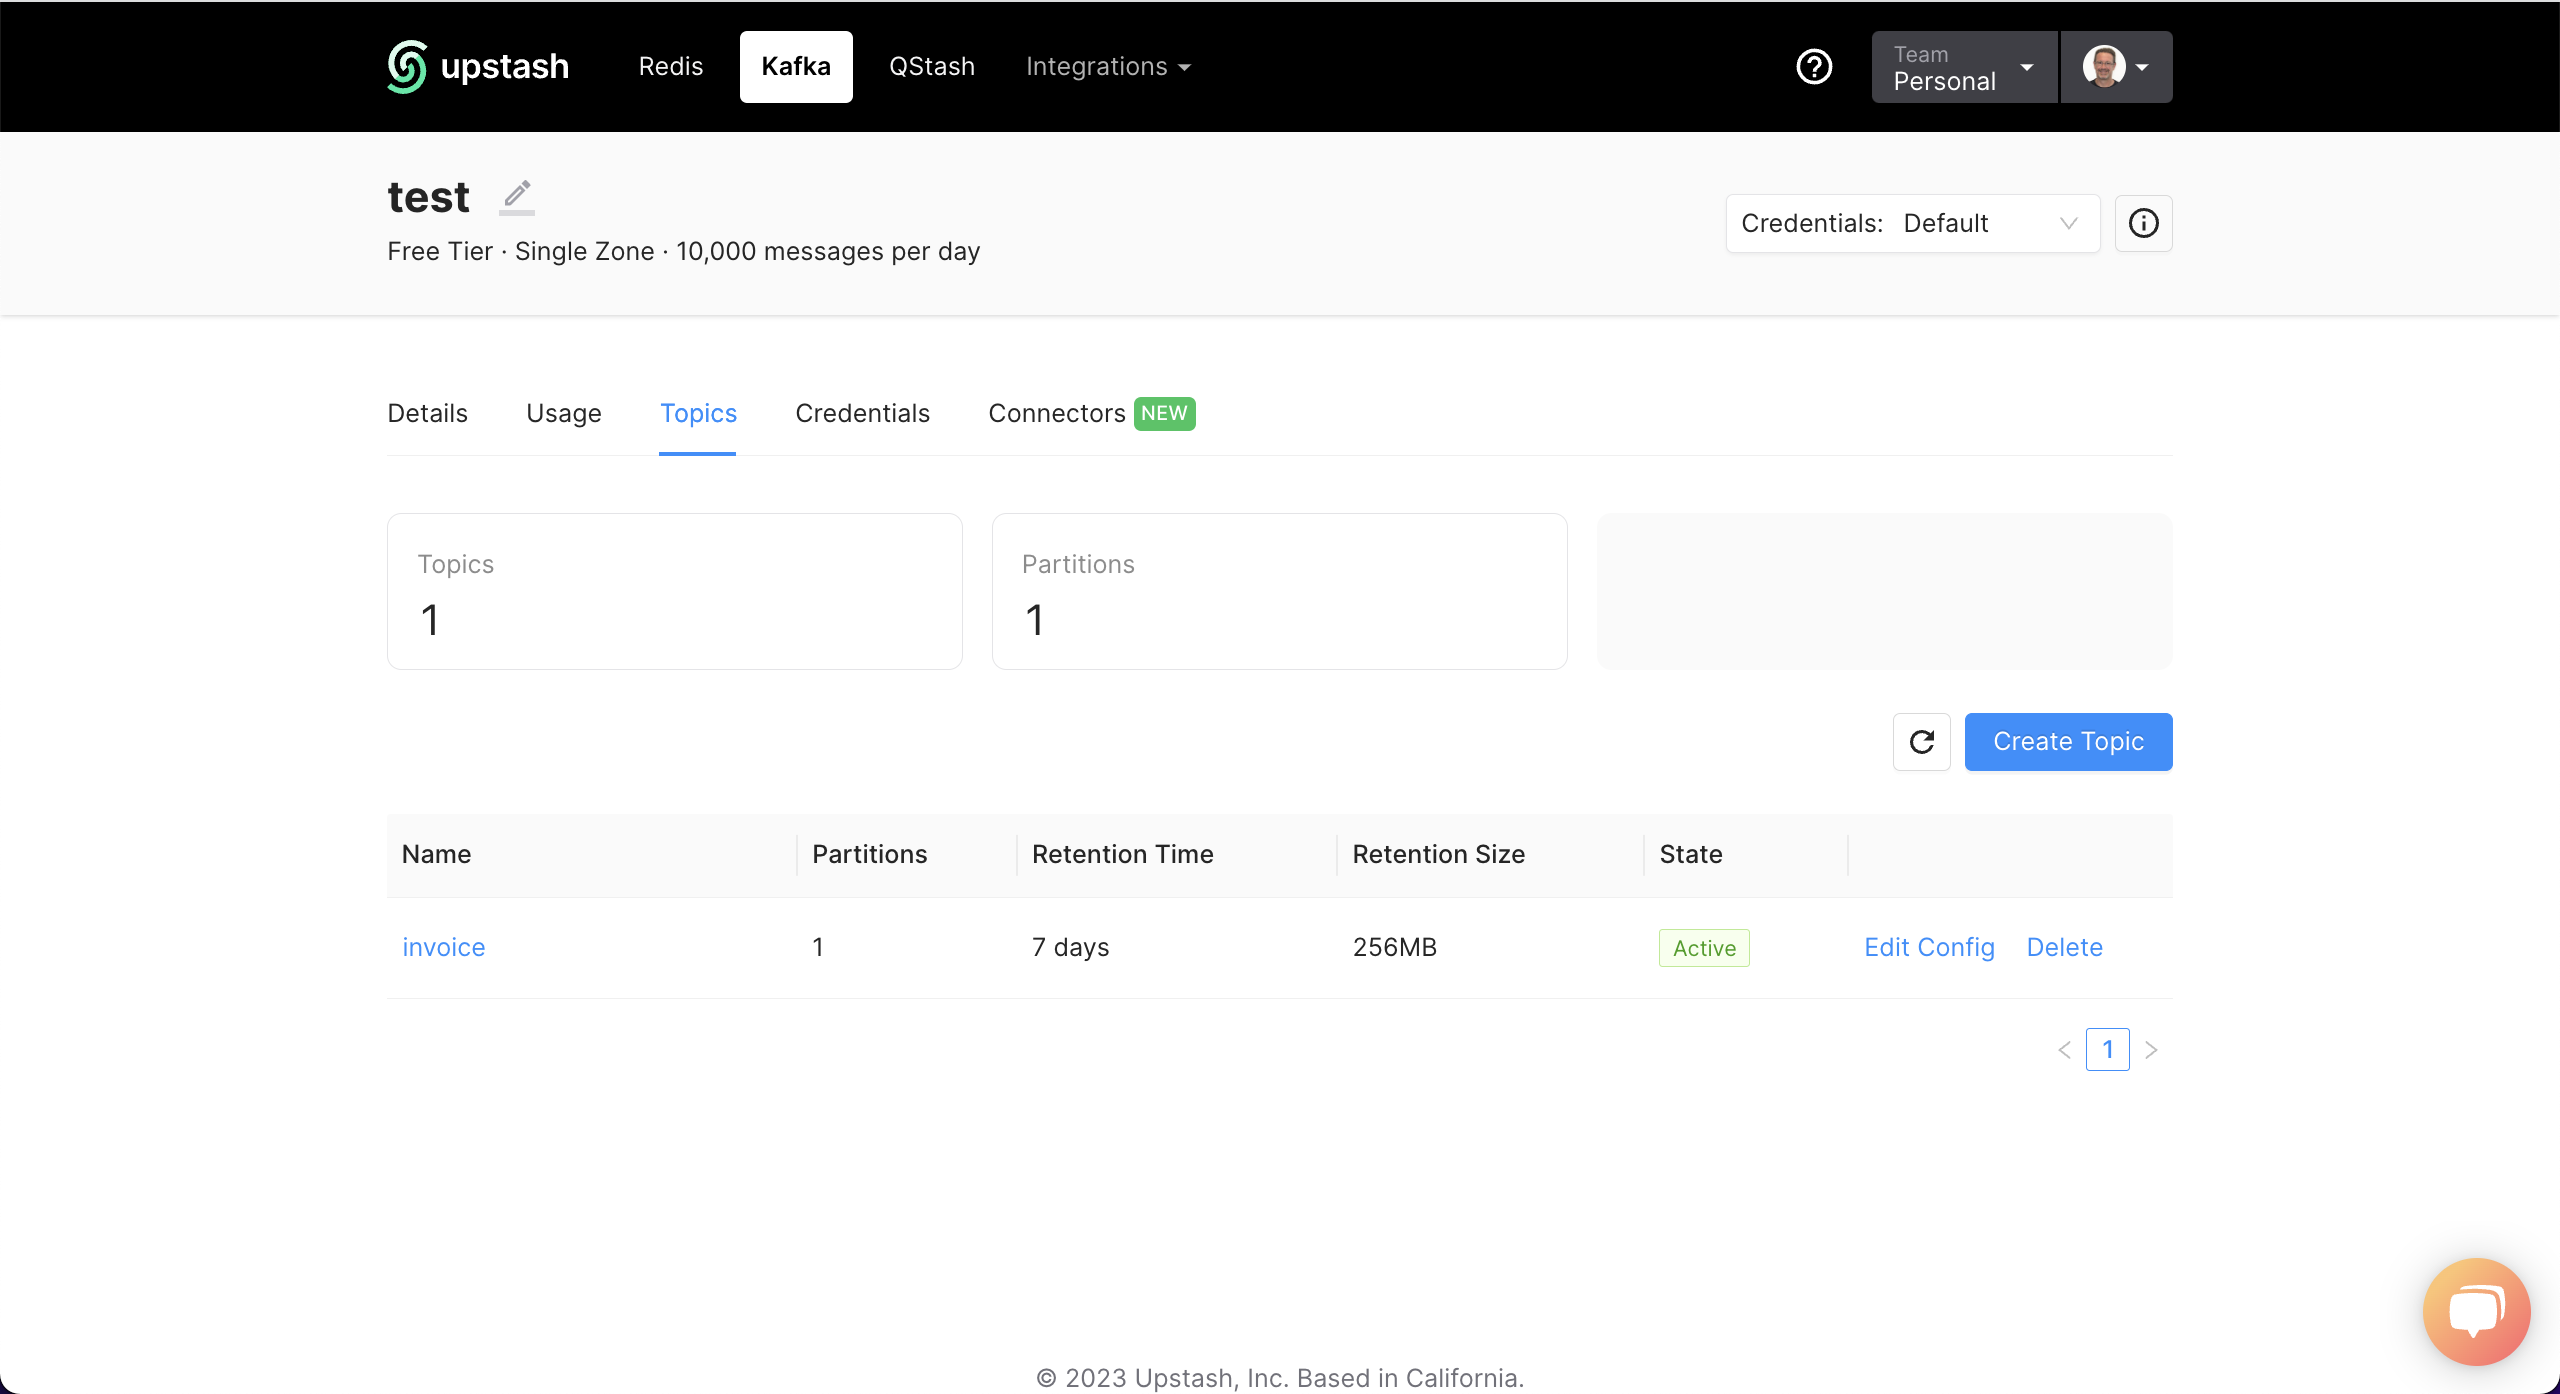 upstash Redis Kafka QStash Integrations Team
Personal
test
Free Tier · Single Zone · 10,000 messages per day
Credentials: Default
Details Usage Topics Credentials Connectors NEW
Topics
1
Partitions
1
Create Topic
Name Partitions Retention Time Retention Size State
invoice 1 7 days 256MB Active Edit Config Delete
< 1 >
© 2023 Upstash, Inc. Based in California.